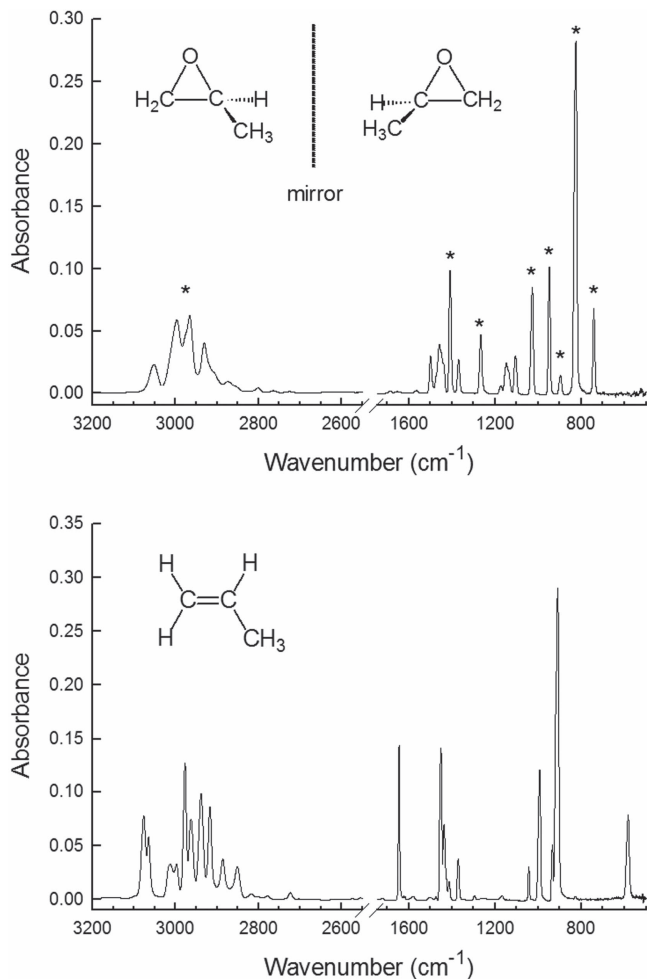 0.30
0.25
0.20
0.15
0.10
0.05
0.00
Absorbance
O
H₂C C H
CH₃
mirror
O
H C CH₂
H₃C
* * * * * * * *
3200 3000 2800 2600 1600 1200 800
Wavenumber (cm⁻¹)
0.35
0.30
0.25
0.20
0.15
0.10
0.05
0.00
Absorbance
H H
C=C
H CH₃
3200 3000 2800 2600 1600 1200 800
Wavenumber (cm⁻¹)